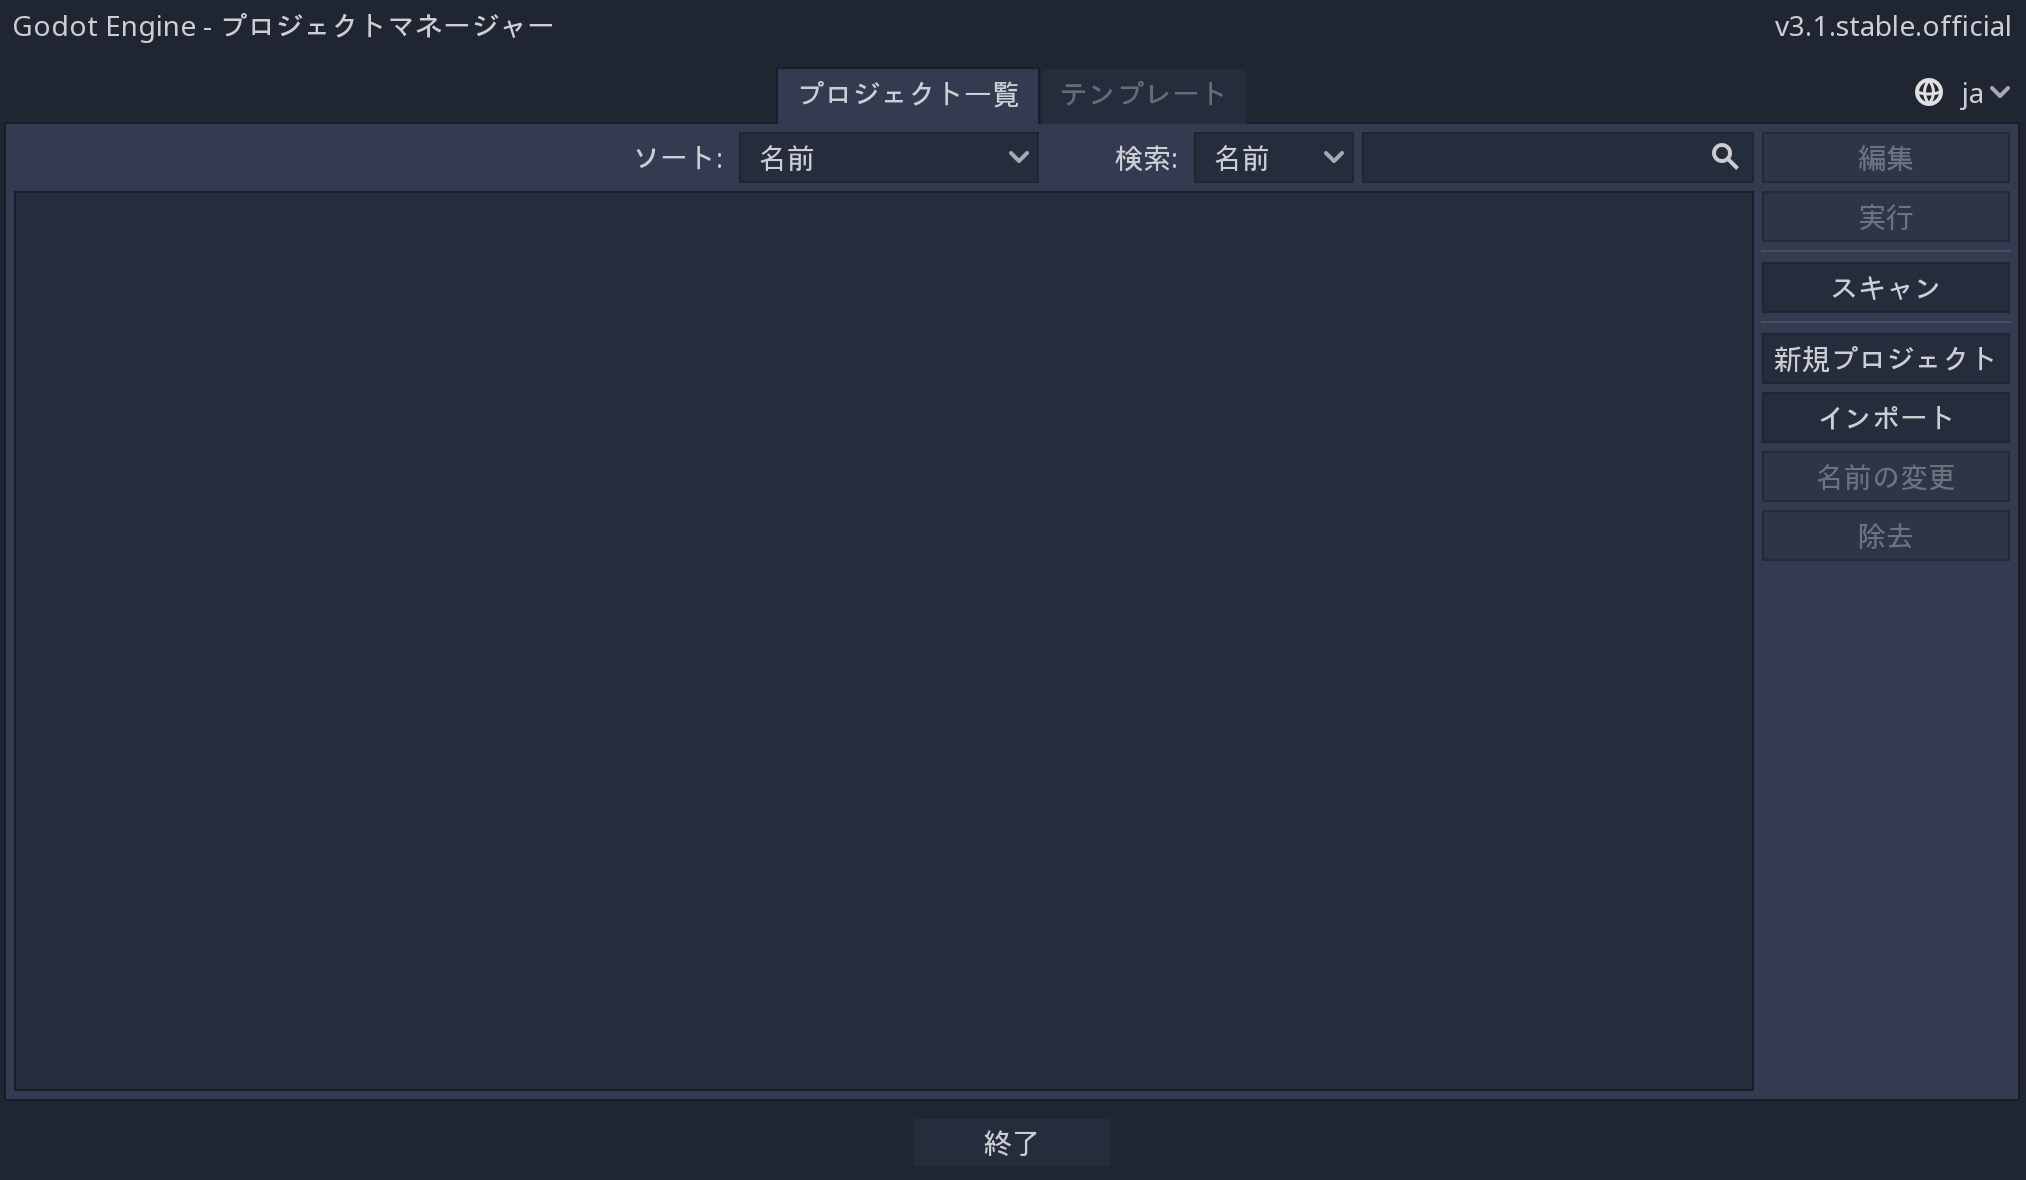 Godot Engine - プロジェクトマネージャー
v3.1.stable.official
プロジェクト一覧 テンプレート
ja
ソート: 名前 検索: 名前
編集
実行
スキャン
新規プロジェクト
インポート
名前の変更
除去
終了